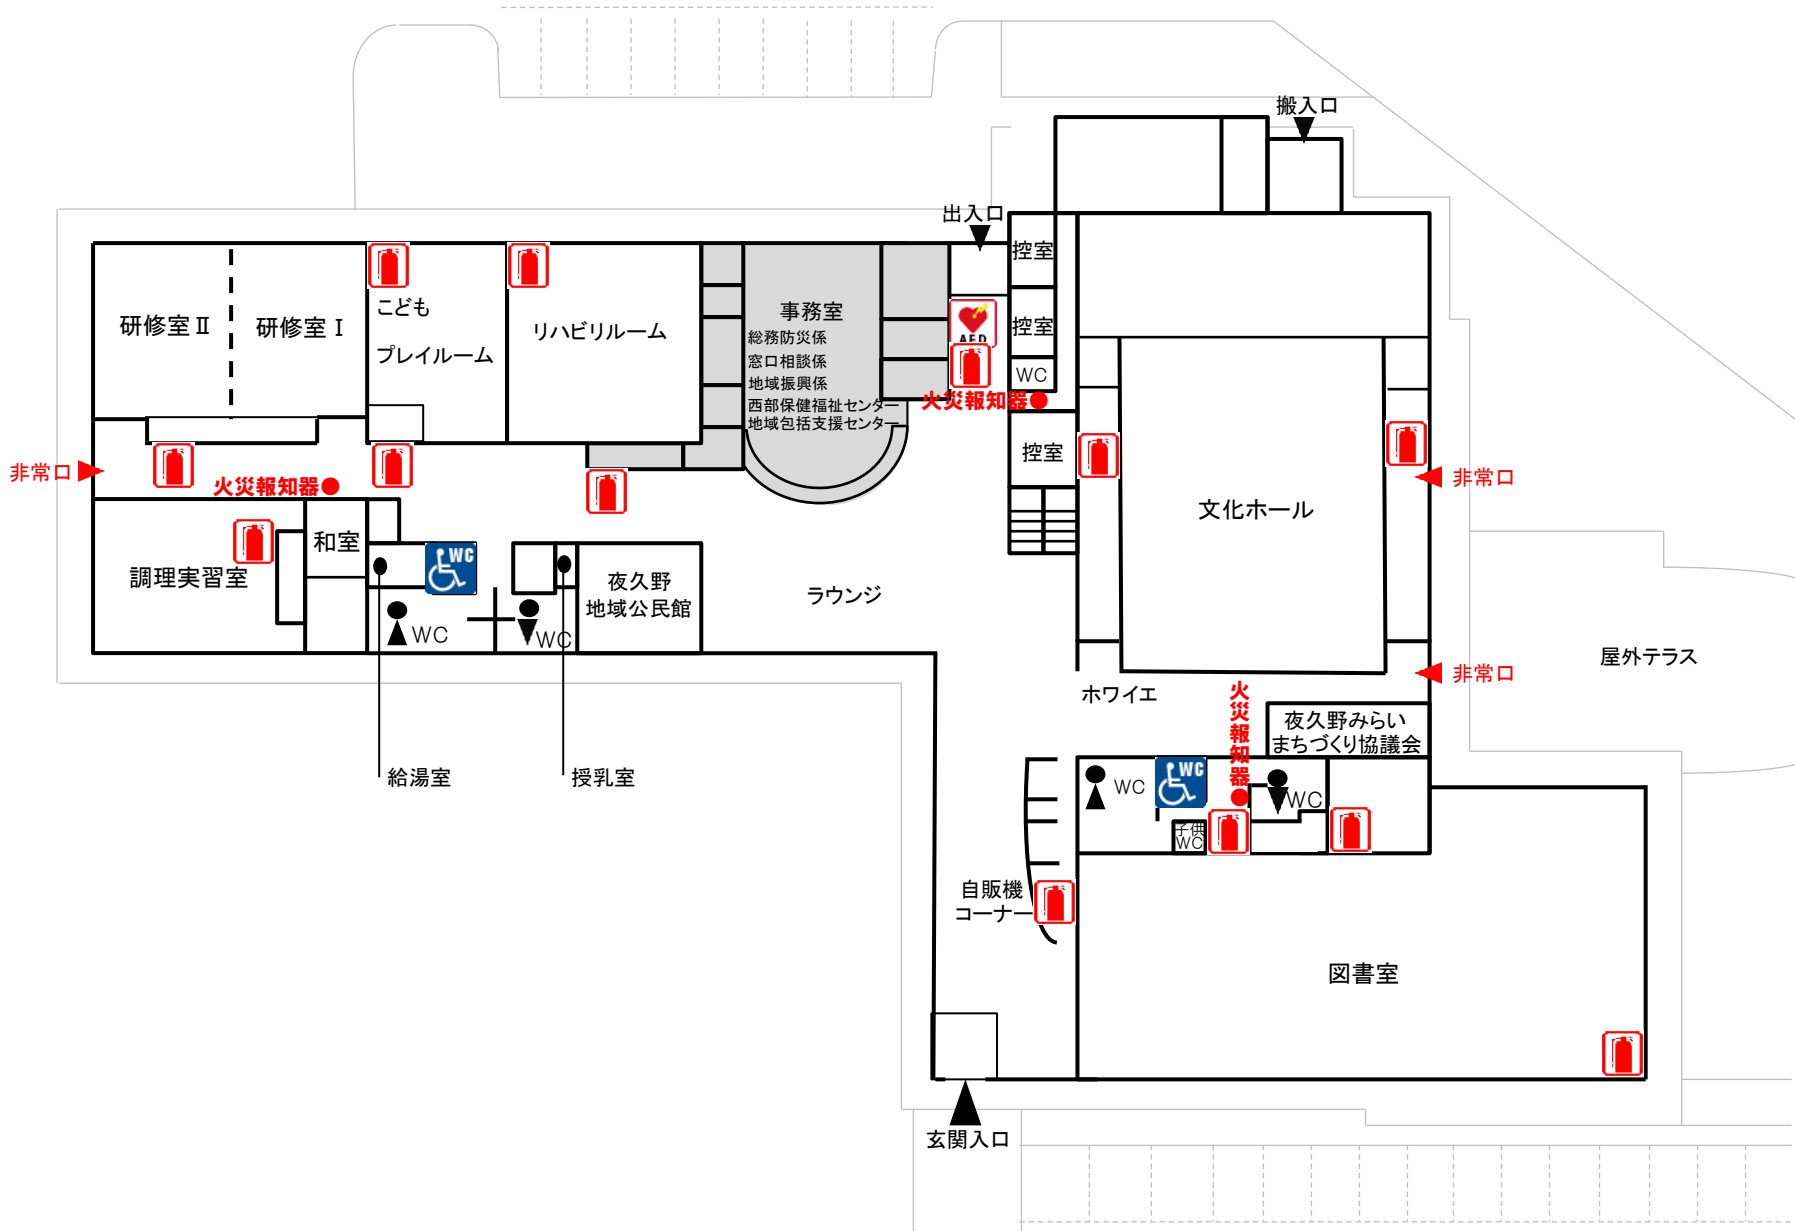 搬入口
出入口
控室
研修室Ⅱ
研修室Ⅰ
こども
プレイルーム
リハビリルーム
事務室
総務防災係
窓口相談係
地域振興係
西部保健福祉センター
地域包括支援センター
AED
控室
WC
火災報知器
控室
非常口
火災報知器
非常口
文化ホール
調理実習室
和室
WC
WC
WC
夜久野
地域公民館
ラウンジ
屋外テラス
非常口
ホワイエ
火災報知器
夜久野みらい
まちづくり協議会
給湯室
授乳室
WC
WC
WC
子供
WC
自販機
コーナー
図書室
玄関入口